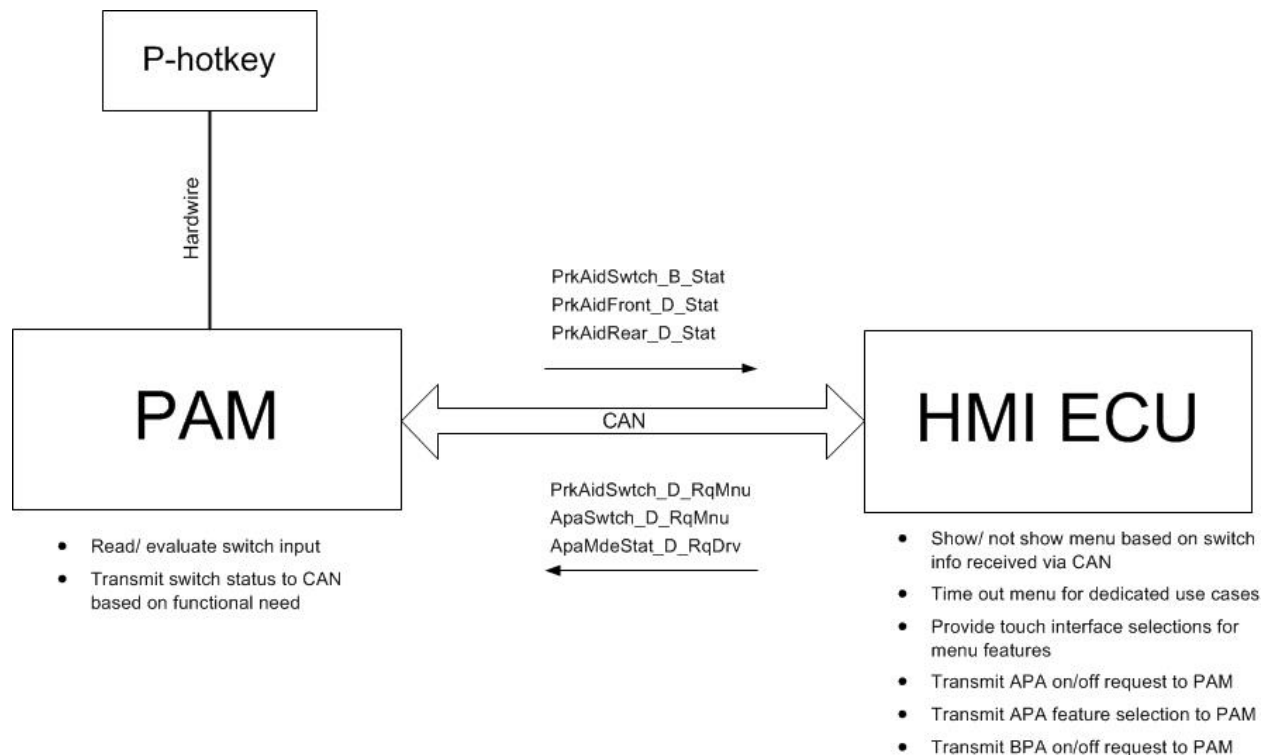 P-hotkey
Hardwire
PrkAidSwtch_B_Stat
PrkAidFront_D_Stat
PrkAidRear_D_Stat
PAM
CAN
HMI ECU
PrkAidSwtch_D_RqMnu
ApaSwtch_D_RqMnu
ApaMdeStat_D_RqDrv
• Read/ evaluate switch input
• Transmit switch status to CAN
based on functional need
• Show/ not show menu based on switch
info received via CAN
• Time out menu for dedicated use cases
• Provide touch interface selections for
menu features
• Transmit APA on/off request to PAM
• Transmit APA feature selection to PAM
• Transmit BPA on/off request to PAM